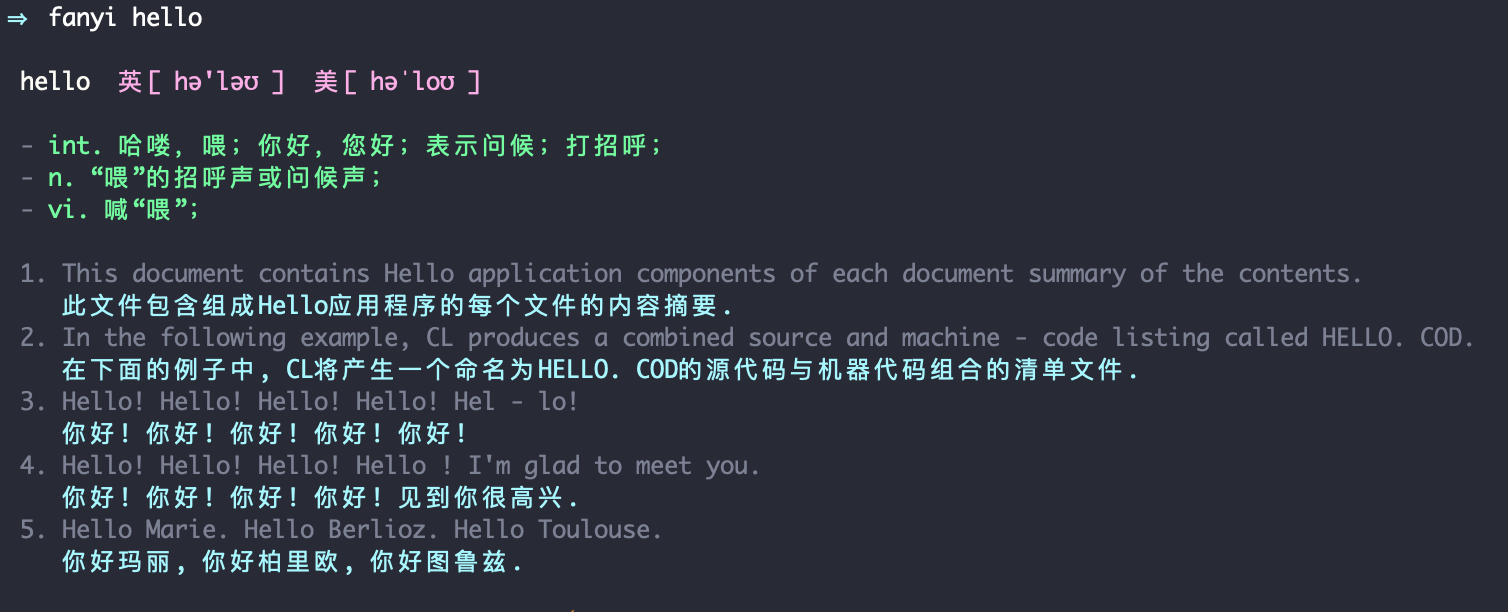 ⇒ fanyi hello
hello 英[ hə'ləʊ ] 美[ həˈloʊ ]
- int. 哈喽, 喂; 你好, 您好; 表示问候; 打招呼;
- n. “喂”的招呼声或问候声;
- vi. 喊“喂”;
1. This document contains Hello application components of each document summary of the contents.
此文件包含组成Hello应用程序的每个文件的内容摘要.
2. In the following example, CL produces a combined source and machine - code listing called HELLO. COD.
在下面的例子中, CL将产生一个命名为HELLO. COD的源代码与机器代码组合的清单文件.
3. Hello! Hello! Hello! Hello! Hel - lo!
你好! 你好! 你好! 你好! 你好!
4. Hello! Hello! Hello! Hello ! I'm glad to meet you.
你好! 你好! 你好! 你好! 见到你很高兴.
5. Hello Marie. Hello Berlioz. Hello Toulouse.
你好玛丽, 你好柏里欧, 你好图鲁兹.